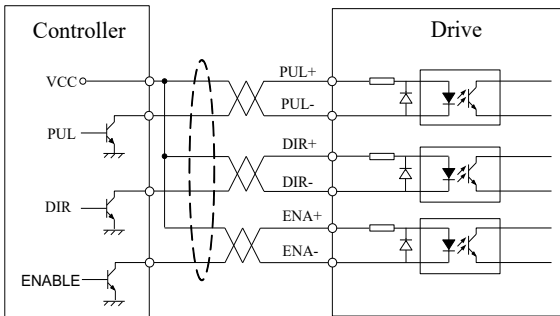 Controller
Drive
VCC
PUL+
PUL
PUL-
DIR+
DIR
DIR-
ENA+
ENABLE
ENA-